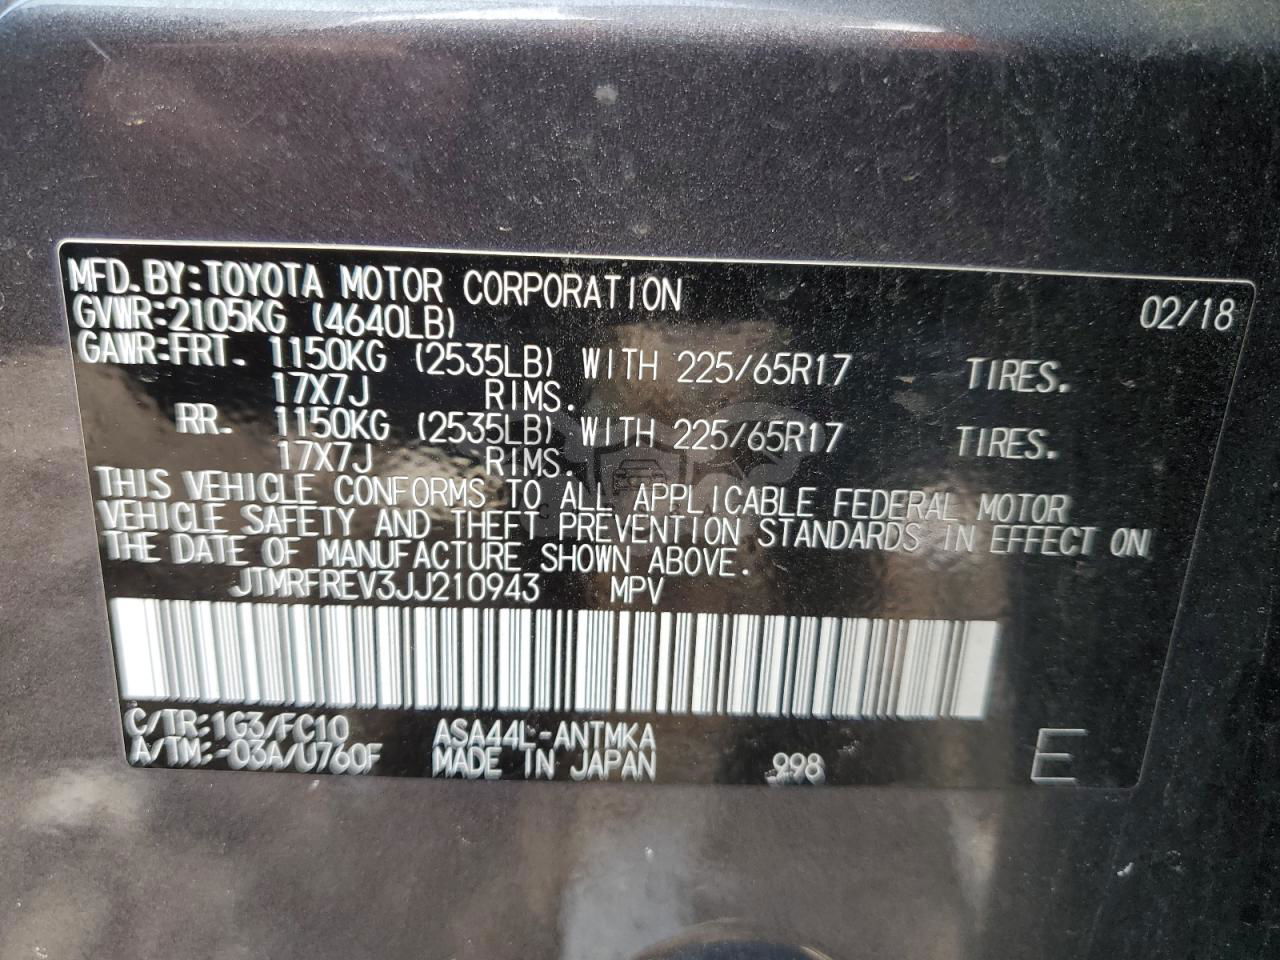 MFD.BY:TOYOTA MOTOR CORPORATION 02/18
GVWR:2105KG (4640LB)
GAWR:FRT. 1150KG (2535LB) WITH 225/65R17 TIRES.
17X7J RIMS.
RR. 1150KG (2535LB) WITH 225/65R17 TIRES.
17X7J RIMS.
THIS VEHICLE CONFORMS TO ALL APPLICABLE FEDERAL MOTOR
VEHICLE SAFETY AND THEFT PREVENTION STANDARDS IN EFFECT ON
THE DATE OF MANUFACTURE SHOWN ABOVE.
JTMRFREV3JJ210943 MPV
C/TR:1G3/FC10 ASA44L-ANTMKA
A/TM:-03A/U760F MADE IN JAPAN 998 E